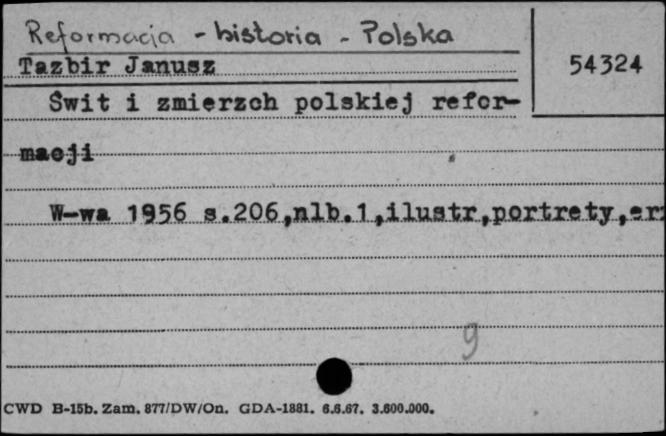 Reformacja - historia - Polska
Tazbir Janusz
54324
Swit i zmierzch polskiej refor-
macji
W-wa 1956 s.206,nlb.1,ilustr,portrety,
9
CWD B-15b. Zam. 877/DW/On. GDA-1881. 6.6.67. 3.600.000.